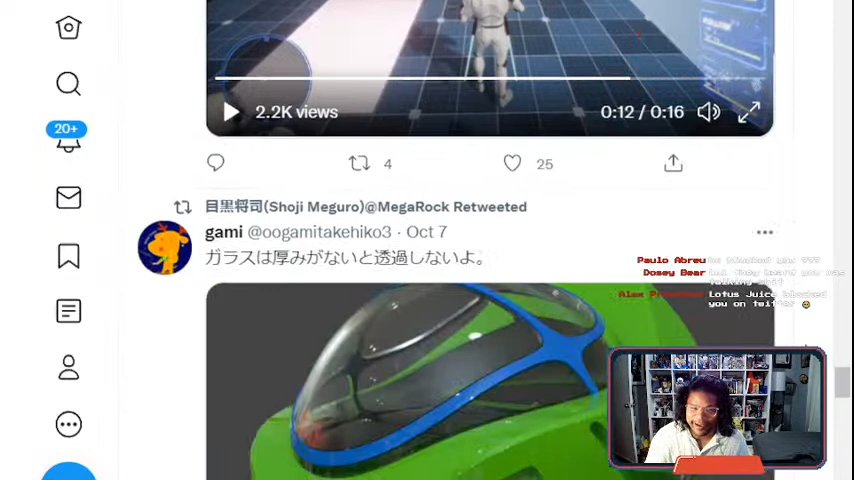 2.2K views
0:12 / 0:16
20+
4
25
目黒将司(Shoji Meguro)@MegaRock Retweeted
gami @oogamitakehiko3 · Oct 7
ガラスは厚みがないと透過しないよ。
Paulo Abreu
Dosey Bear
Lotus Juice blocked
you on twitter